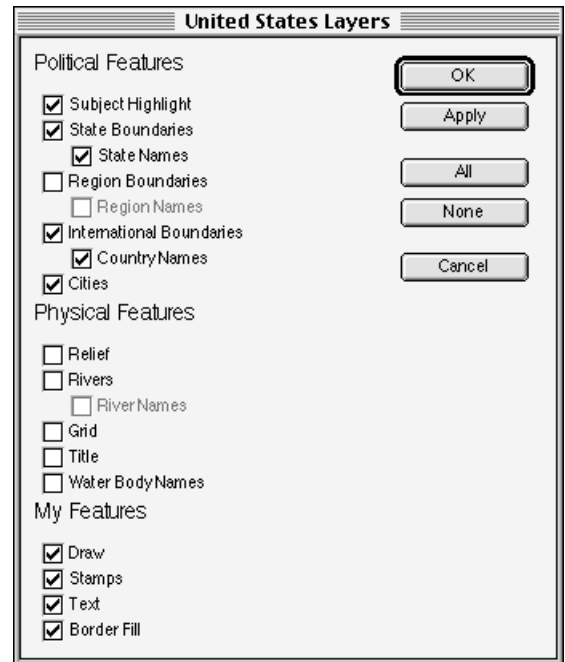 United States Layers
Political Features
Subject Highlight
State Boundaries
State Names
Region Boundaries
Region Names
International Boundaries
Country Names
Cities
Physical Features
Relief
Rivers
River Names
Grid
Title
Water Body Names
My Features
Draw
Stamps
Text
Border Fill
OK
Apply
All
None
Cancel